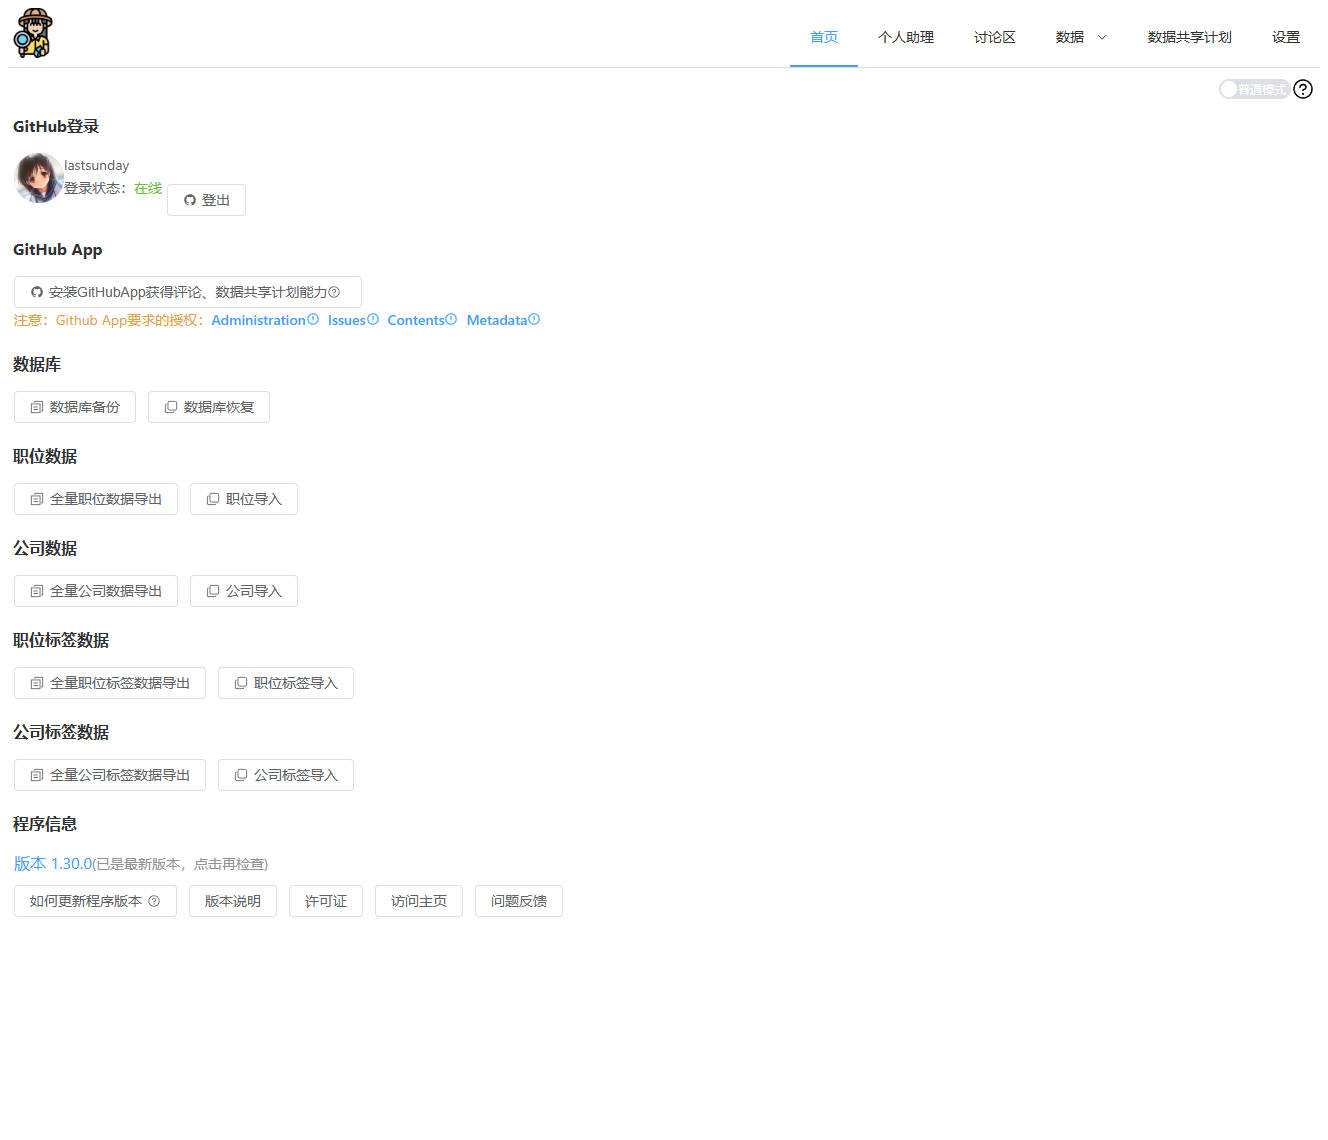 首页 个人助理 讨论区 数据 数据共享计划 设置
普通模式
GitHub登录
lastsunday
登录状态：在线
登出
GitHub App
安装GitHubApp获得评论、数据共享计划能力
注意：Github App要求的授权：Administration Issues Contents Metadata
数据库
数据库备份 数据库恢复
职位数据
全量职位数据导出 职位导入
公司数据
全量公司数据导出 公司导入
职位标签数据
全量职位标签数据导出 职位标签导入
公司标签数据
全量公司标签数据导出 公司标签导入
程序信息
版本 1.30.0(已是最新版本，点击再检查)
如何更新程序版本 版本说明 许可证 访问主页 问题反馈